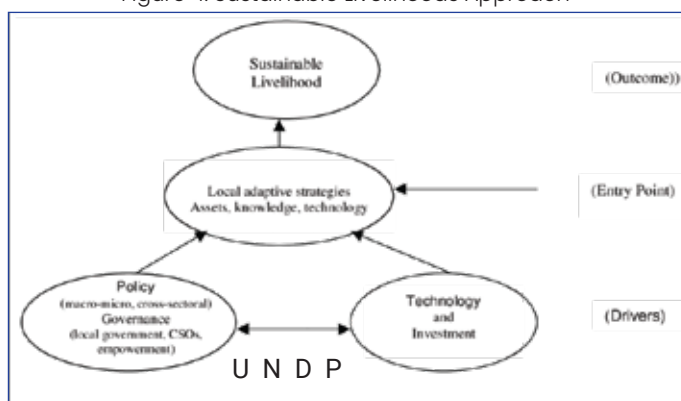 Figure 4. Sustainable Livelihoods Approach
Sustainable
Livelihood
(Outcome))
Local adaptive strategies
Assets, knowledge, technology
(Entry Point)
Policy
(macro-micro, cross-sectoral)
Governance
(local government, CSOs,
empowerment)
Technology
and
Investment
(Drivers)
U N D P